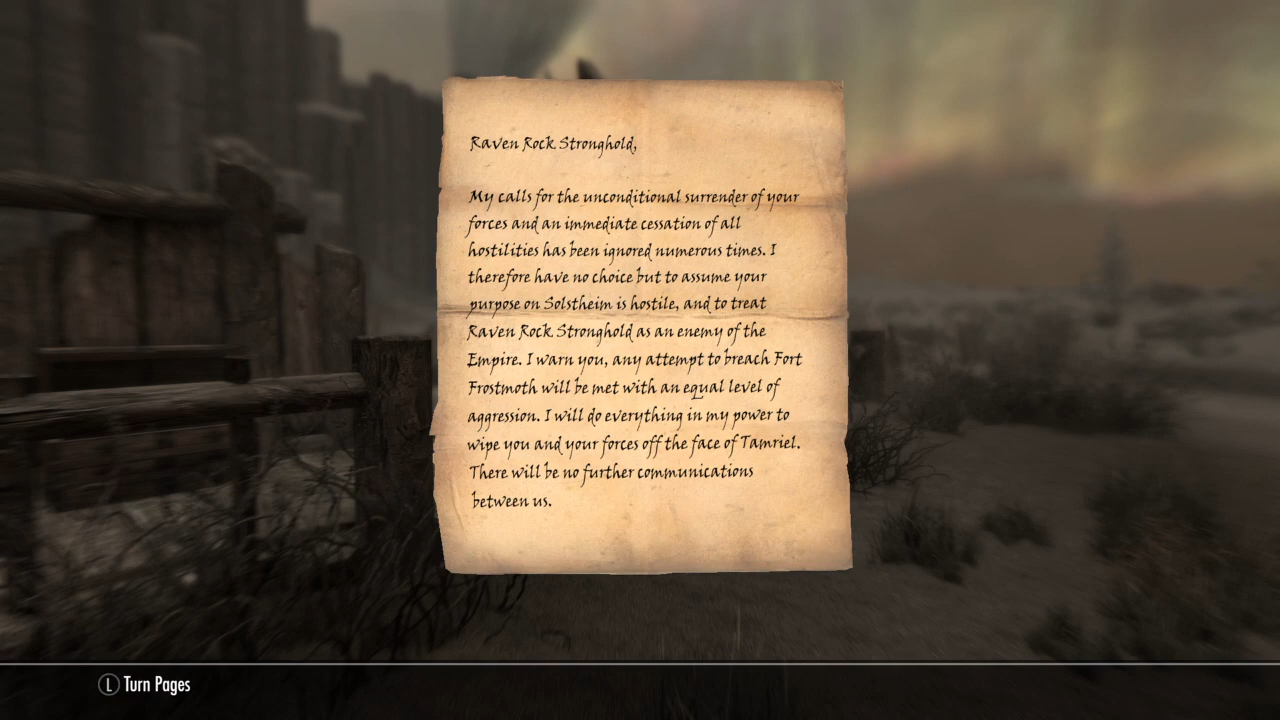 Raven Rock Stronghold,
My calls for the unconditional surrender of your
forces and an immediate cessation of all
hostilities has been ignored numerous times. I
therefore have no choice but to assume your
purpose on Solstheim is hostile, and to treat
Raven Rock Stronghold as an enemy of the
Empire. I warn you, any attempt to breach Fort
Frostmoth will be met with an equal level of
aggression. I will do everything in my power to
wipe you and your forces off the face of Tamriel.
There will be no further communications
between us.
L Turn Pages